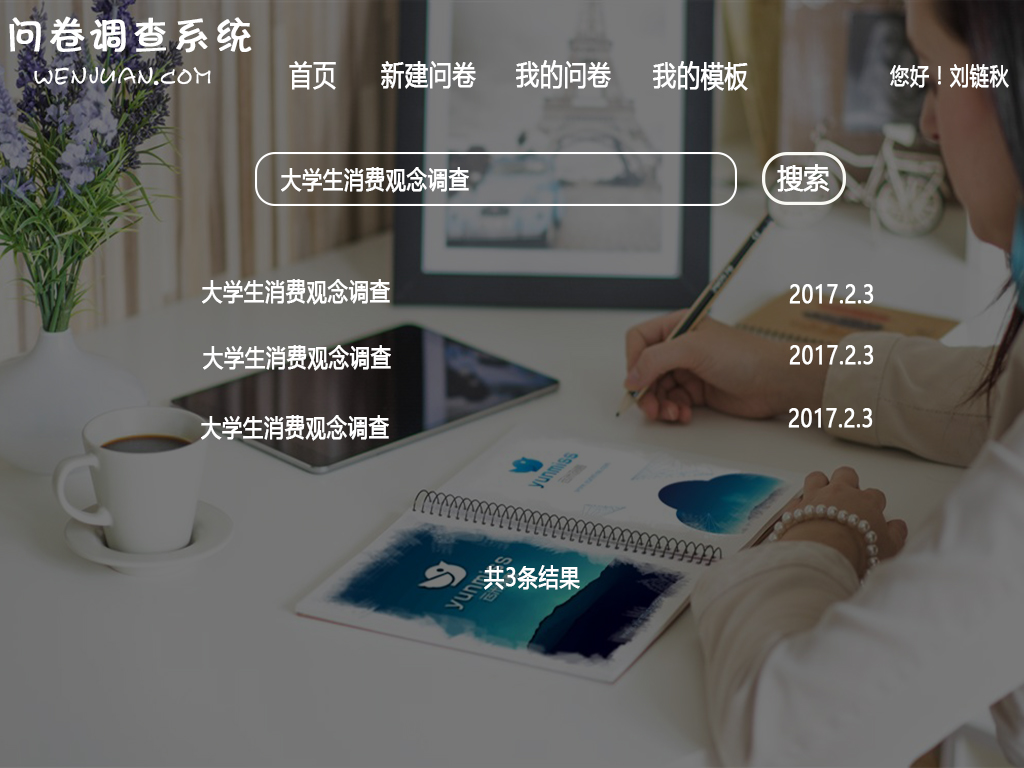 问卷调查系统
WENJUAN.COM
首页 新建问卷 我的问卷 我的模板 您好！刘链秋
大学生消费观念调查 搜索
大学生消费观念调查 2017.2.3
大学生消费观念调查 2017.2.3
大学生消费观念调查 2017.2.3
yunmiss
yunmiss
共3条结果